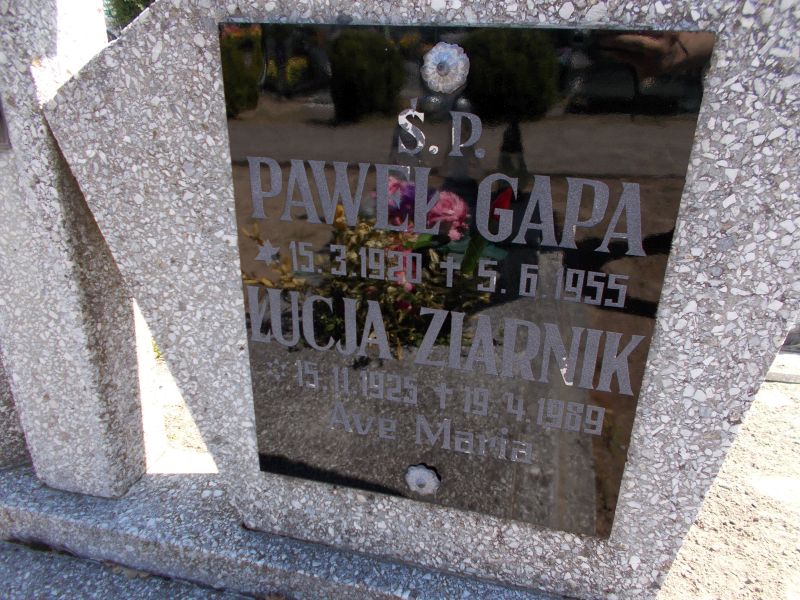 Ś. P.
PAWEŁ GAPA
* 15. 3 1920 † 5. 6. 1955
ŁUCJA ZIARNIK
* 15. 11 1925 † 19. 4. 1989
Ave Maria